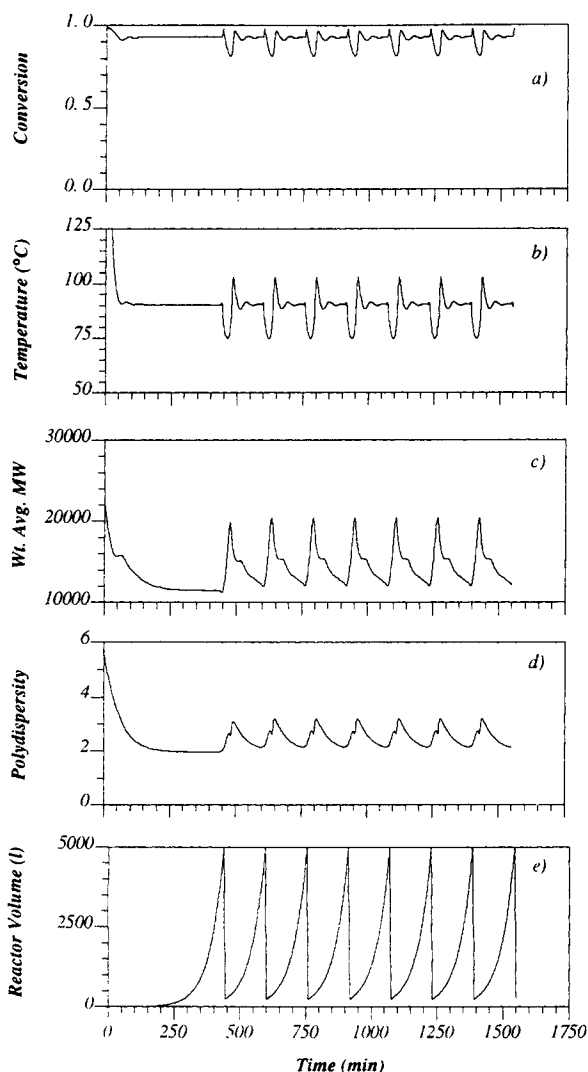 1.0
0.5
0.0
Conversion
a)
125
100
75
50
Temperature (°C)
b)
30000
20000
10000
Wt. Avg. MW
c)
6
4
2
0
Polydispersity
d)
5000
2500
0
Reactor Volume (l)
e)
0 250 500 750 1000 1250 1500 1750
Time (min)